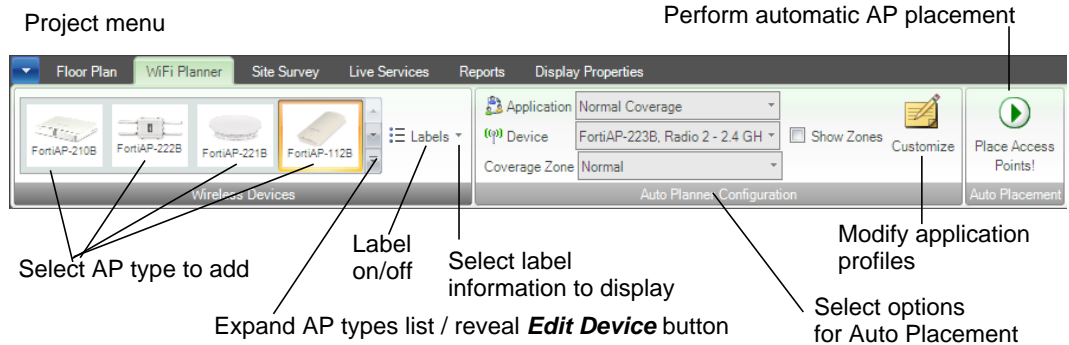 Project menu
Perform automatic AP placement
Floor Plan WiFi Planner Site Survey Live Services Reports Display Properties
FortiAP-210B FortiAP-222B FortiAP-221B FortiAP-112B
Labels
Wireless Devices
Application Normal Coverage
Device FortiAP-223B, Radio 2 - 2.4 GH
Coverage Zone Normal
Show Zones
Customize
Auto Planner Configuration
Place Access
Points!
Auto Placement
Select AP type to add
Label
on/off
Select label
information to display
Modify application
profiles
Expand AP types list / reveal Edit Device button
Select options
for Auto Placement